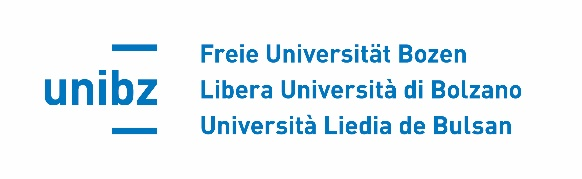 unibz
Freie Universität Bozen
Libera Università di Bolzano
Università Liedia de Bulsan